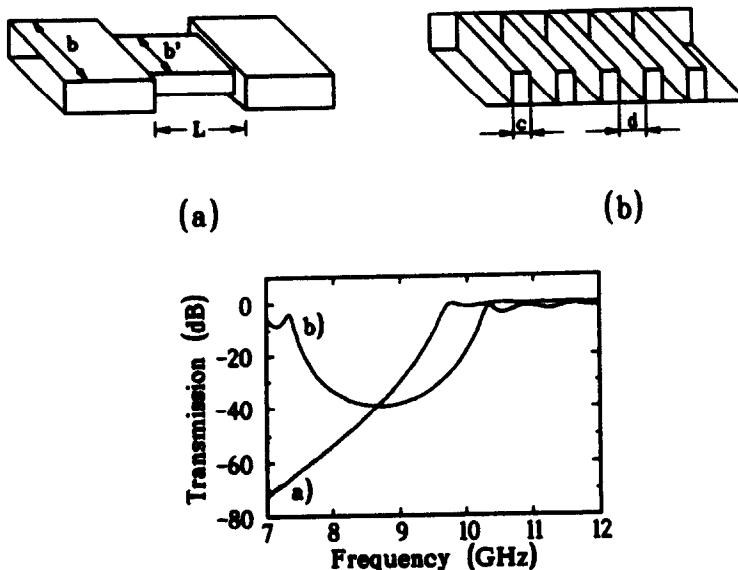 b
b'
L
c
d
(a)
(b)
Transmission (dB)
0
-20
-40
-60
-80
b)
a)
7
8
9
10
11
12
Frequency (GHz)